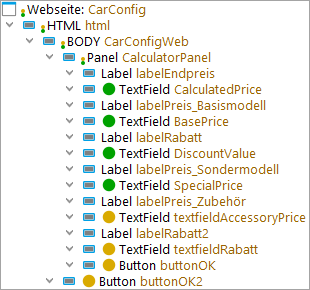 Webseite: CarConfig
HTML html
BODY CarConfigWeb
Panel CalculatorPanel
Label labelEndpreis
TextField CalculatedPrice
Label labelPreis_Basismodell
TextField BasePrice
Label labelRabatt
TextField DiscountValue
Label labelPreis_Sondermodell
TextField SpecialPrice
Label labelPreis_Zubehör
TextField textfieldAccessoryPrice
Label labelRabatt2
TextField textfieldRabatt
Button buttonOK
Button buttonOK2